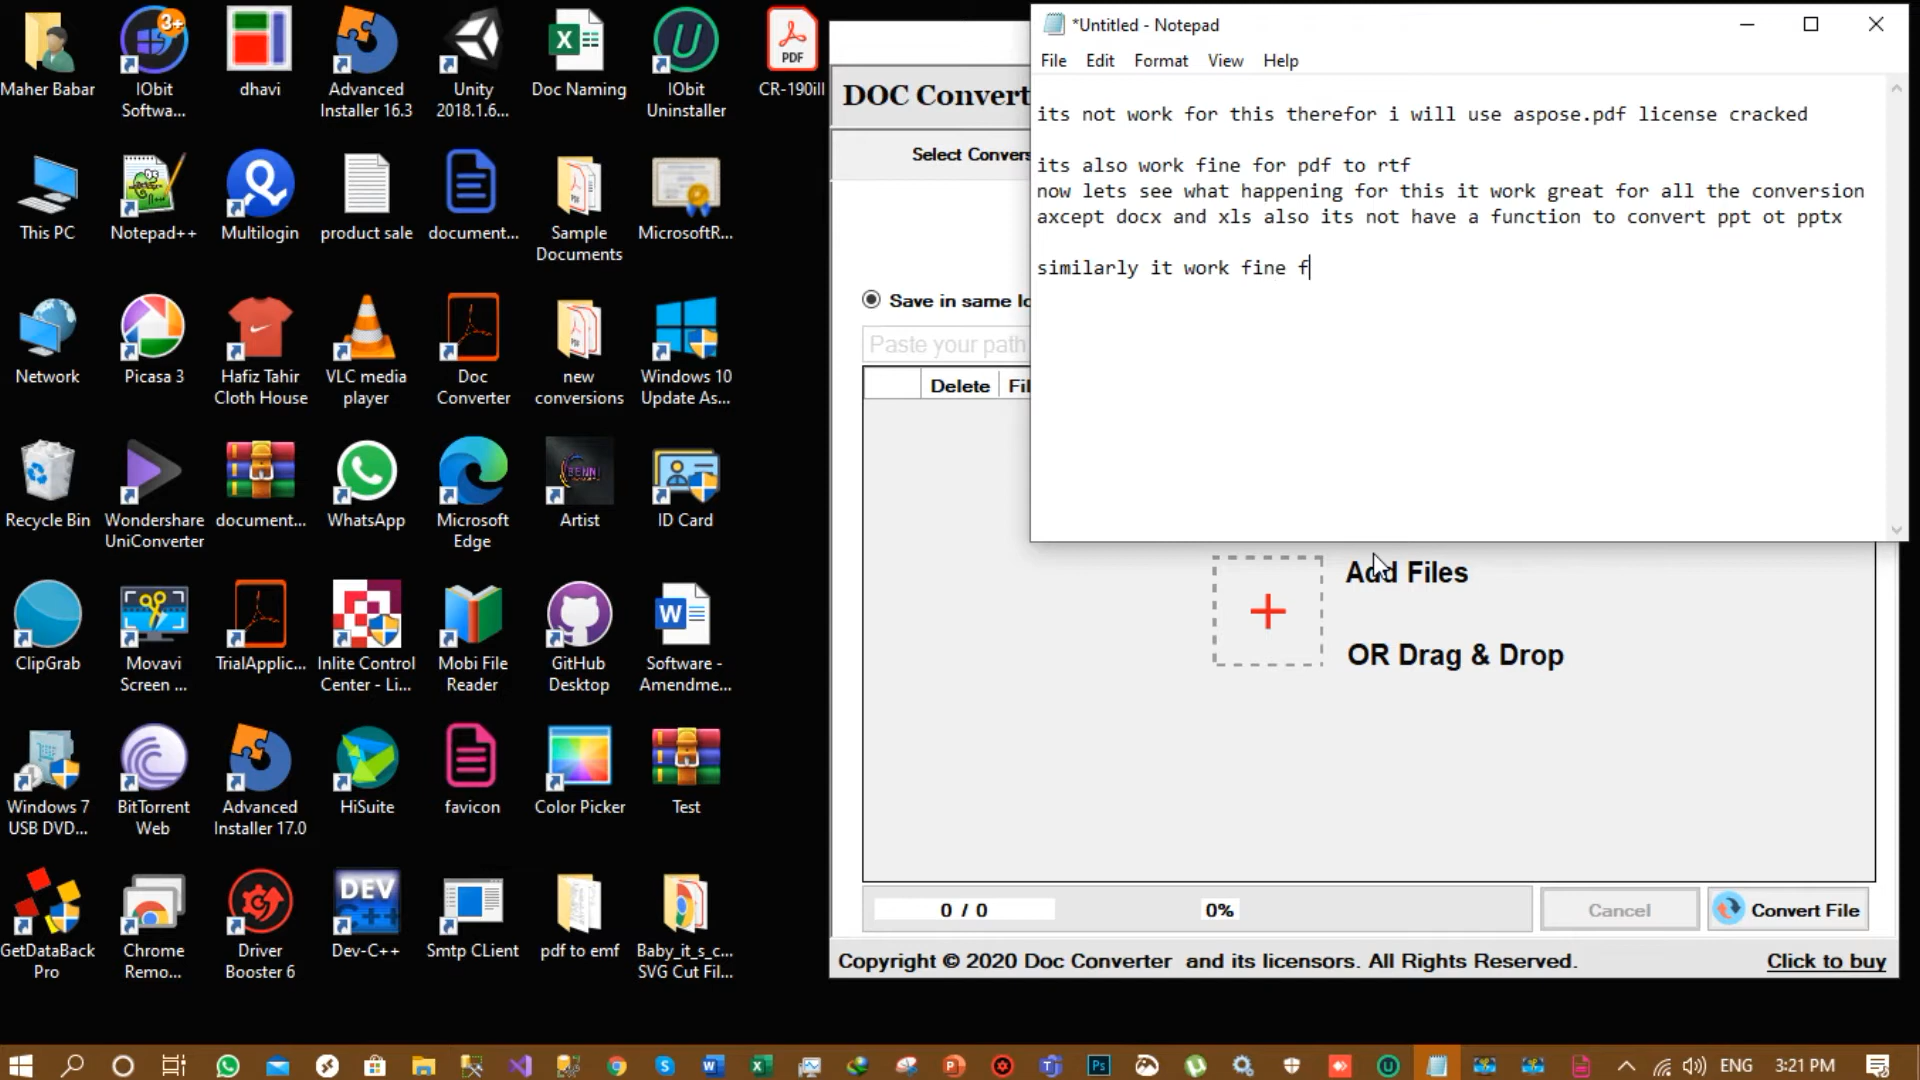 Maher Babar
IObit
Softwa...
3+
dhavi
Advanced
Installer 16.3
Unity
2018.1.6...
Doc Naming
IObit
Uninstaller
PDF
CR-190ill
This PC
Notepad++
Multilogin
product sale
document...
Sample
Documents
MicrosoftR...
Network
Picasa 3
Hafiz Tahir
Cloth House
VLC media
player
Doc
Converter
new
conversions
Windows 10
Update As...
Recycle Bin
Wondershare
UniConverter
document...
WhatsApp
Microsoft
Edge
Artist
ID Card
ClipGrab
Movavi
Screen ...
TrialApplic...
Inlite Control
Center - Li...
Mobi File
Reader
GitHub
Desktop
Software -
Amendme...
Windows 7
USB DVD...
BitTorrent
Web
Advanced
Installer 17.0
HiSuite
favicon
Color Picker
Test
GetDataBack
Pro
Chrome
Remo...
Driver
Booster 6
DEV
C++
Dev-C++
Smtp CLient
pdf to emf
Baby_it_s_c...
SVG Cut Fil...
*Untitled - Notepad
File Edit Format View Help
its not work for this therefor i will use aspose.pdf license cracked
its also work fine for pdf to rtf
now lets see what happening for this it work great for all the conversion
axcept docx and xls also its not have a function to convert ppt ot pptx
similarly it work fine f
DOC Convert
Select Convers
Save in same lo
Paste your path
Delete Fil
Add Files
OR Drag & Drop
0 / 0 0% Cancel Convert File
Copyright © 2020 Doc Converter and its licensors. All Rights Reserved. Click to buy
ENG 3:21 PM